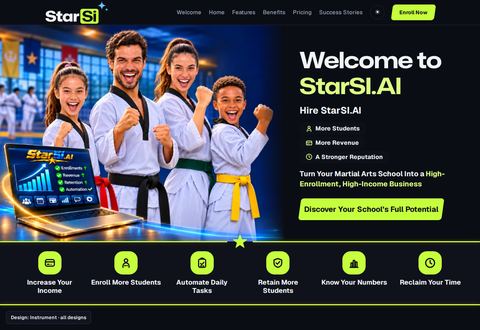 StarSi
Welcome
Home
Features
Benefits
Pricing
Success Stories
Enroll Now
Welcome to
StarSI.AI
Hire StarSI.AI
More Students
More Revenue
A Stronger Reputation
Turn Your Martial Arts School Into a High-
Enrollment, High-Income Business
Discover Your School's Full Potential
StarSI.AI
Enrollments
Revenue
Retention
Automation
Increase Your
Income
Enroll More Students
Automate Daily
Tasks
Retain More
Students
Know Your Numbers
Reclaim Your Time
Design: Instrument · all designs